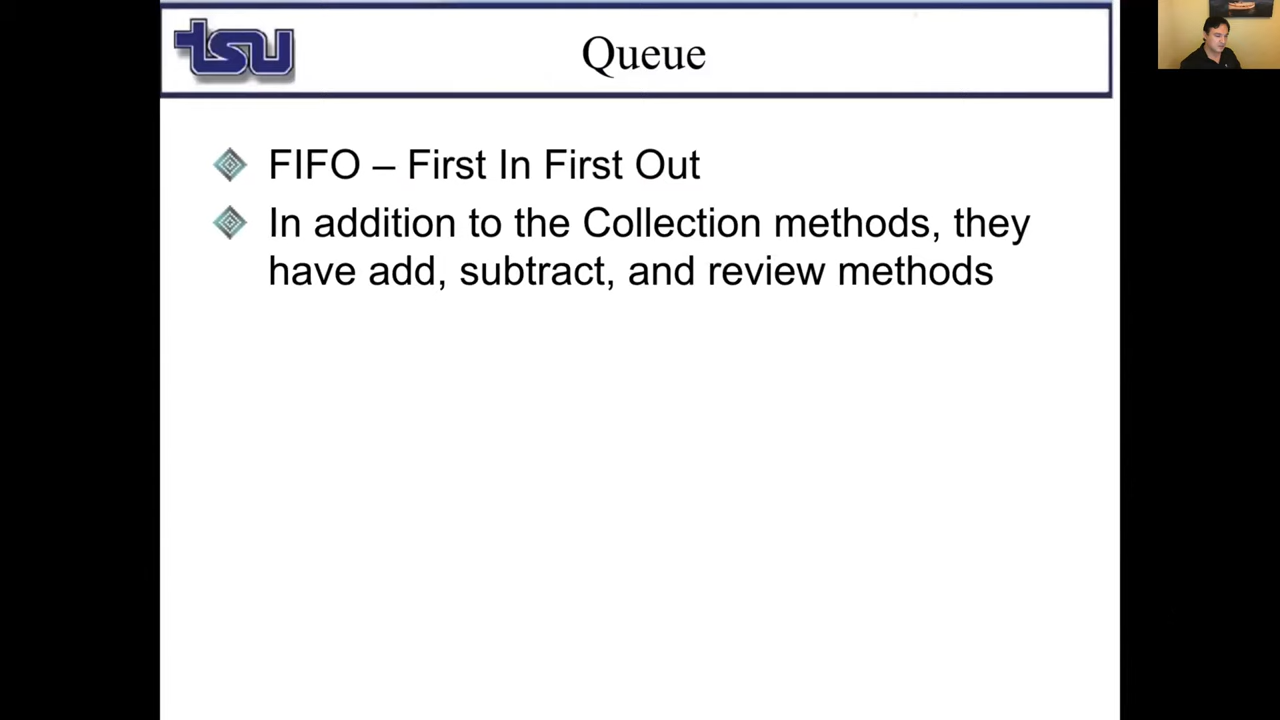 tsu
Queue
FIFO – First In First Out
In addition to the Collection methods, they
have add, subtract, and review methods